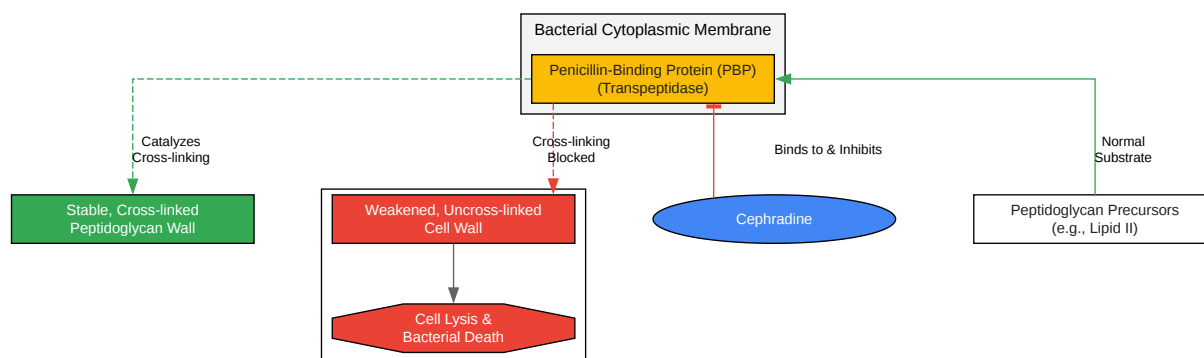 Bacterial Cytoplasmic Membrane
Penicillin-Binding Protein (PBP)
(Transpeptidase)
Catalyzes
Cross-linking
Cross-linking
Blocked
Binds to & Inhibits
Normal
Substrate
Stable, Cross-linked
Peptidoglycan Wall
Weakened, Uncross-linked
Cell Wall
Cephradine
Peptidoglycan Precursors
(e.g., Lipid II)
Cell Lysis &
Bacterial Death